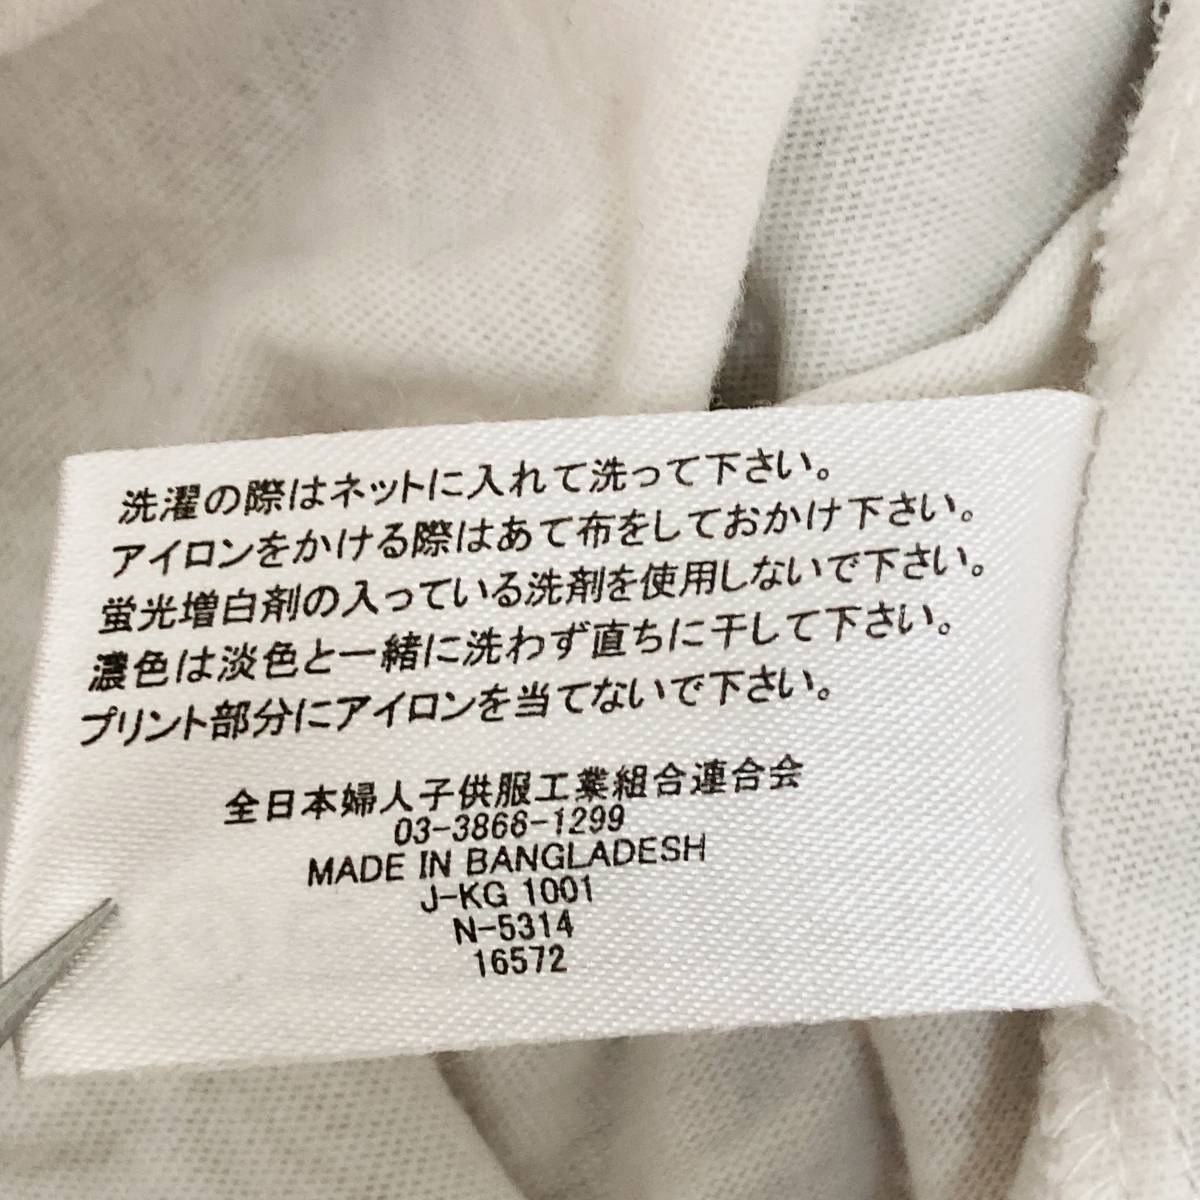 洗濯の際はネットに入れて洗って下さい。
アイロンをかける際はあて布をしておかけ下さい。
蛍光増白剤の入っている洗剤を使用しないで下さい。
濃色は淡色と一緒に洗わず直ちに干して下さい。
プリント部分にアイロンを当てないで下さい。
全日本婦人子供服工業組合連合会
03-3866-1299
MADE IN BANGLADESH
J-KG 1001
N-5314
16572